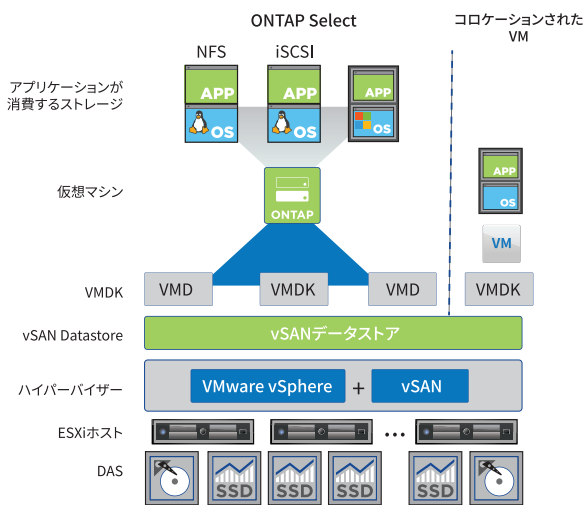 ONTAP Select
コロケーションされた
VM
NFS
iSCSI
アプリケーションが
消費するストレージ
APP
APP
APP
OS
OS
OS
仮想マシン
ONTAP
APP
OS
VM
VMDK
VMD
VMDK
VMD
VMDK
vSAN Datastore
vSANデータストア
ハイパーバイザー
VMware vSphere
+
vSAN
ESXiホスト
...
DAS
SSD
SSD
SSD
SSD